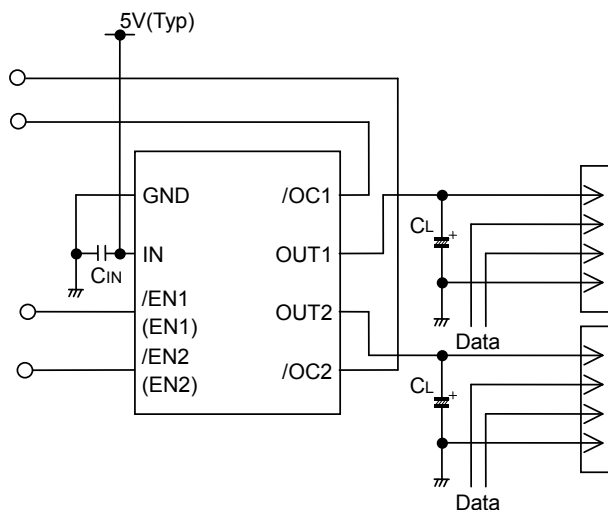 5V(Typ)
GND
/OC1
IN
OUT1
CIN
/EN1
(EN1)
OUT2
/EN2
(EN2)
/OC2
CL
+
Data
CL
+
Data